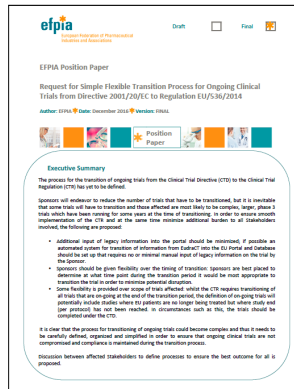 efpia
European Federation of Pharmaceutical
Industries and Associations
Draft
Final
EFPIA Position Paper
Request for Simple Flexible Transition Process for Ongoing Clinical
Trials from Directive 2001/20/EC to Regulation EU/536/2014
Author: EFPIA Date: December 2016 Version: FINAL
Position
Paper
Executive Summary
The process for the transition of ongoing trials from the Clinical Trial Directive (CTD) to the Clinical Trial
Regulation (CTR) has yet to be defined.
Sponsors will endeavor to reduce the number of trials that have to be transitioned, but it is inevitable
that some trials will have to transition and those affected are most likely to be complex, larger, phase 3
trials which have been running for some years at the time of transitioning. In order to ensure smooth
implementation of the CTR and at the same time minimize additional burden to all Stakeholders
involved, the following are proposed:
• Additional input of legacy information into the portal should be minimized, if possible an
automated system for transition of information from EudraCT into the EU Portal and Database
should be set up that requires no or minimal manual input of legacy information on the trial by
the Sponsor.
• Sponsors should be given flexibility over the timing of transition: Sponsors are best placed to
determine at what time point during the transition period it would be most appropriate to
transition the trial in order to minimize potential disruption.
• Some flexibility is provided over scope of trials affected: whilst the CTR requires transitioning of
all trials that are on-going at the end of the transition period, the definition of on-going trials will
potentially include studies where EU patients are no longer being treated but where study end
(per protocol) has not been reached. In circumstances such as this, the trials should be
completed under the CTD.
It is clear that the process for transitioning of ongoing trials could become complex and thus it needs to
be carefully defined, organised and simplified in order to ensure that ongoing clinical trials are not
compromised and compliance is maintained during the transition process.
Discussion between affected Stakeholders to define processes to ensure the best outcome for all is
proposed.